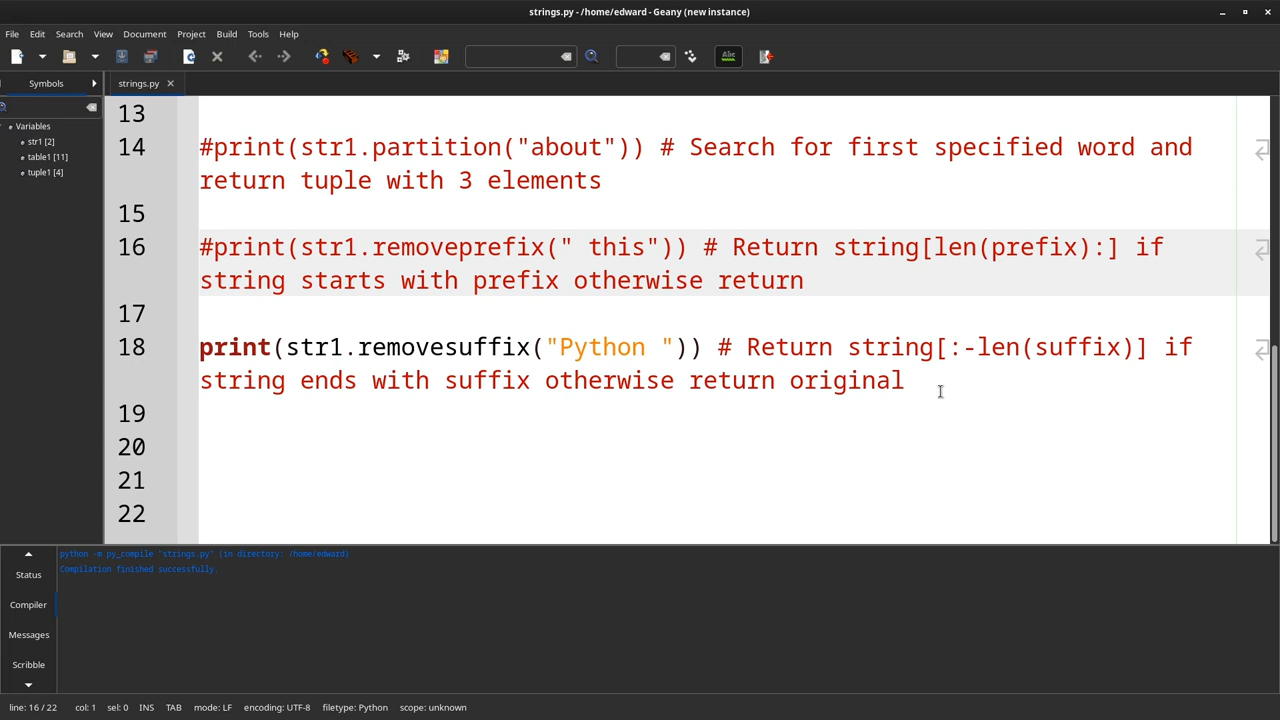 strings.py - /home/edward - Geany (new instance)
File Edit Search View Document Project Build Tools Help
Abc
Symbols
strings.py
Variables
str1 [2]
table1 [11]
tuple1 [4]
13
14 #print(str1.partition("about")) # Search for first specified word and
return tuple with 3 elements
15
16 #print(str1.removeprefix(" this")) # Return string[len(prefix):] if
string starts with prefix otherwise return
17
18 print(str1.removesuffix("Python ")) # Return string[:-len(suffix)] if
string ends with suffix otherwise return original
19
20
21
22
Status
Compiler
Messages
Scribble
python -m py_compile "strings.py" (in directory: /home/edward)
Compilation finished successfully.
line: 16 / 22 col: 1 sel: 0 INS TAB mode: LF encoding: UTF-8 filetype: Python scope: unknown